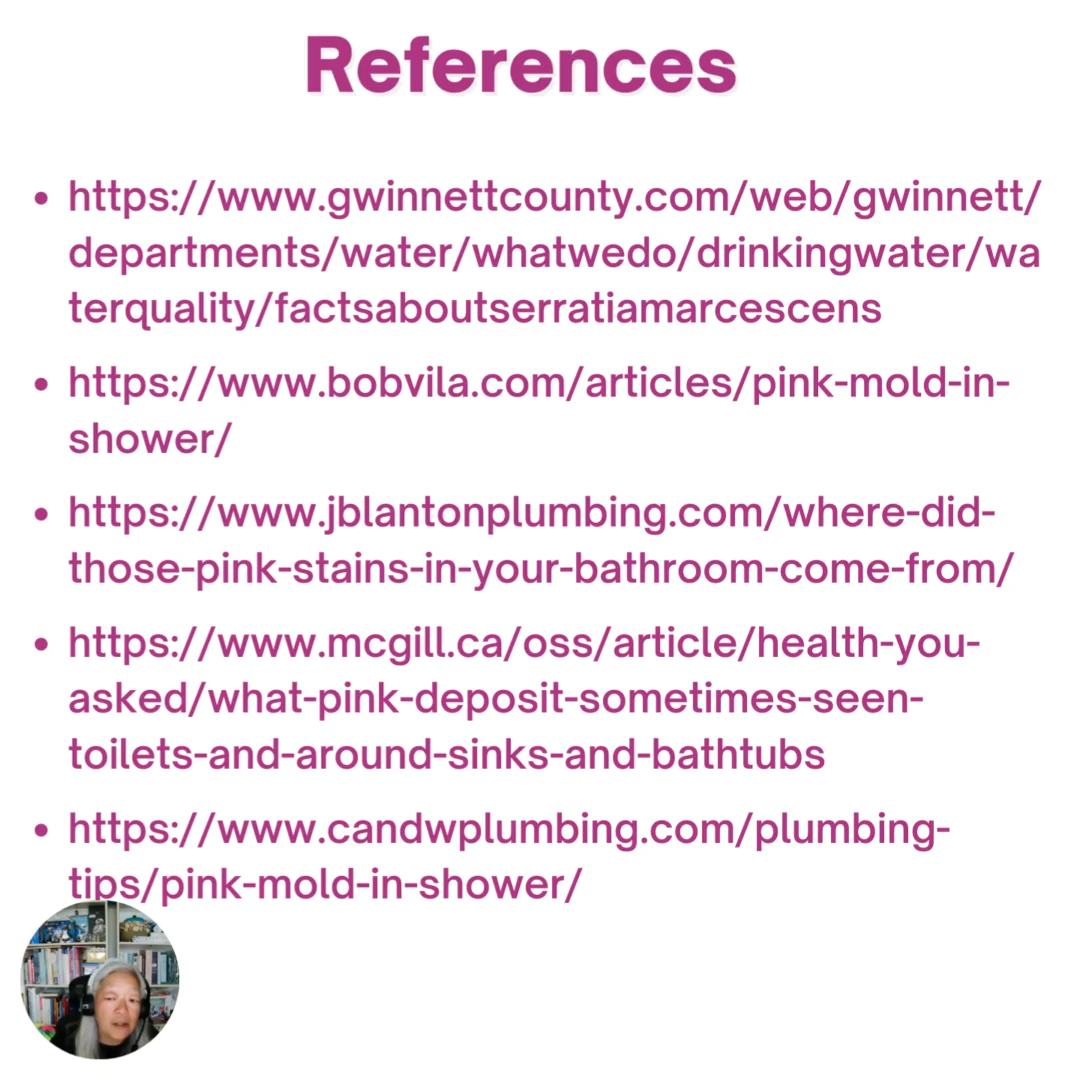 References
• https://www.gwinnettcounty.com/web/gwinnett/
departments/water/whatwedo/drinkingwater/wa
terquality/factsaboutserratiamarcescens
• https://www.bobvila.com/articles/pink-mold-in-
shower/
• https://www.jblantonplumbing.com/where-did-
those-pink-stains-in-your-bathroom-come-from/
• https://www.mcgill.ca/oss/article/health-you-
asked/what-pink-deposit-sometimes-seen-
toilets-and-around-sinks-and-bathtubs
• https://www.candwplumbing.com/plumbing-
tips/pink-mold-in-shower/